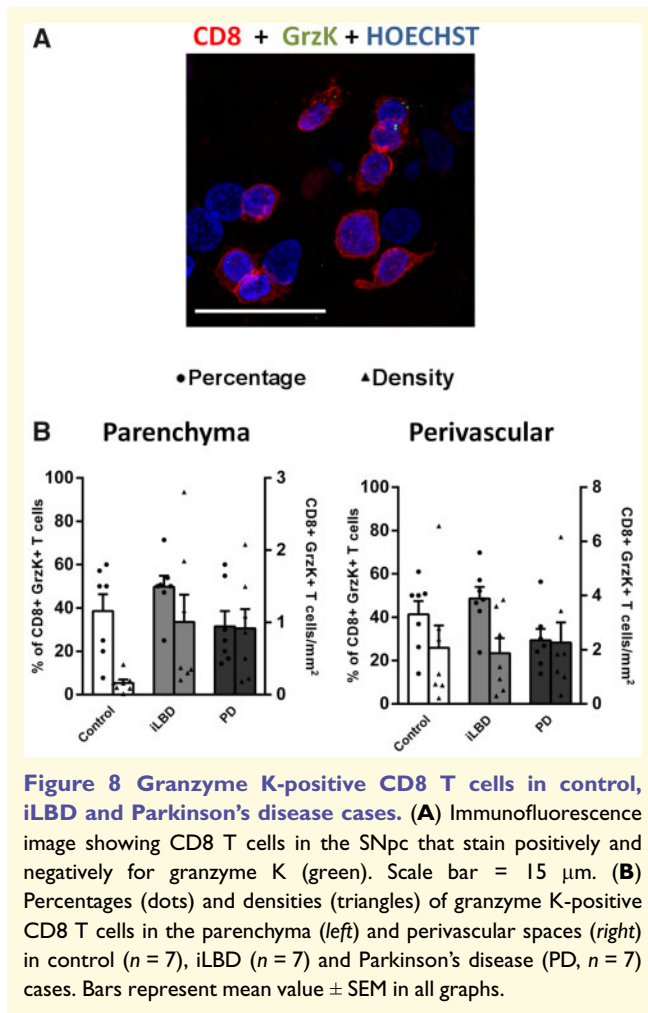 A
CD8 + GrzK + HOECHST
•Percentage ▲Density
B
Parenchyma
Perivascular
% of CD8+ GrzK+ T cells
100
80
60
40
20
0
3
2
1
0
CD8+ GrzK+ T cells/mm²
Control
iLBD
PD
% of CD8+ GrzK+ T cells
100
80
60
40
20
0
8
6
4
2
0
CD8+ GrzK+ T cells/mm²
Control
iLBD
PD
Figure 8 Granzyme K-positive CD8 T cells in control,
iLBD and Parkinson's disease cases. (A) Immunofluorescence
image showing CD8 T cells in the SNpc that stain positively and
negatively for granzyme K (green). Scale bar = 15 μm. (B)
Percentages (dots) and densities (triangles) of granzyme K-positive
CD8 T cells in the parenchyma (left) and perivascular spaces (right)
in control (n = 7), iLBD (n = 7) and Parkinson's disease (PD, n = 7)
cases. Bars represent mean value ± SEM in all graphs.